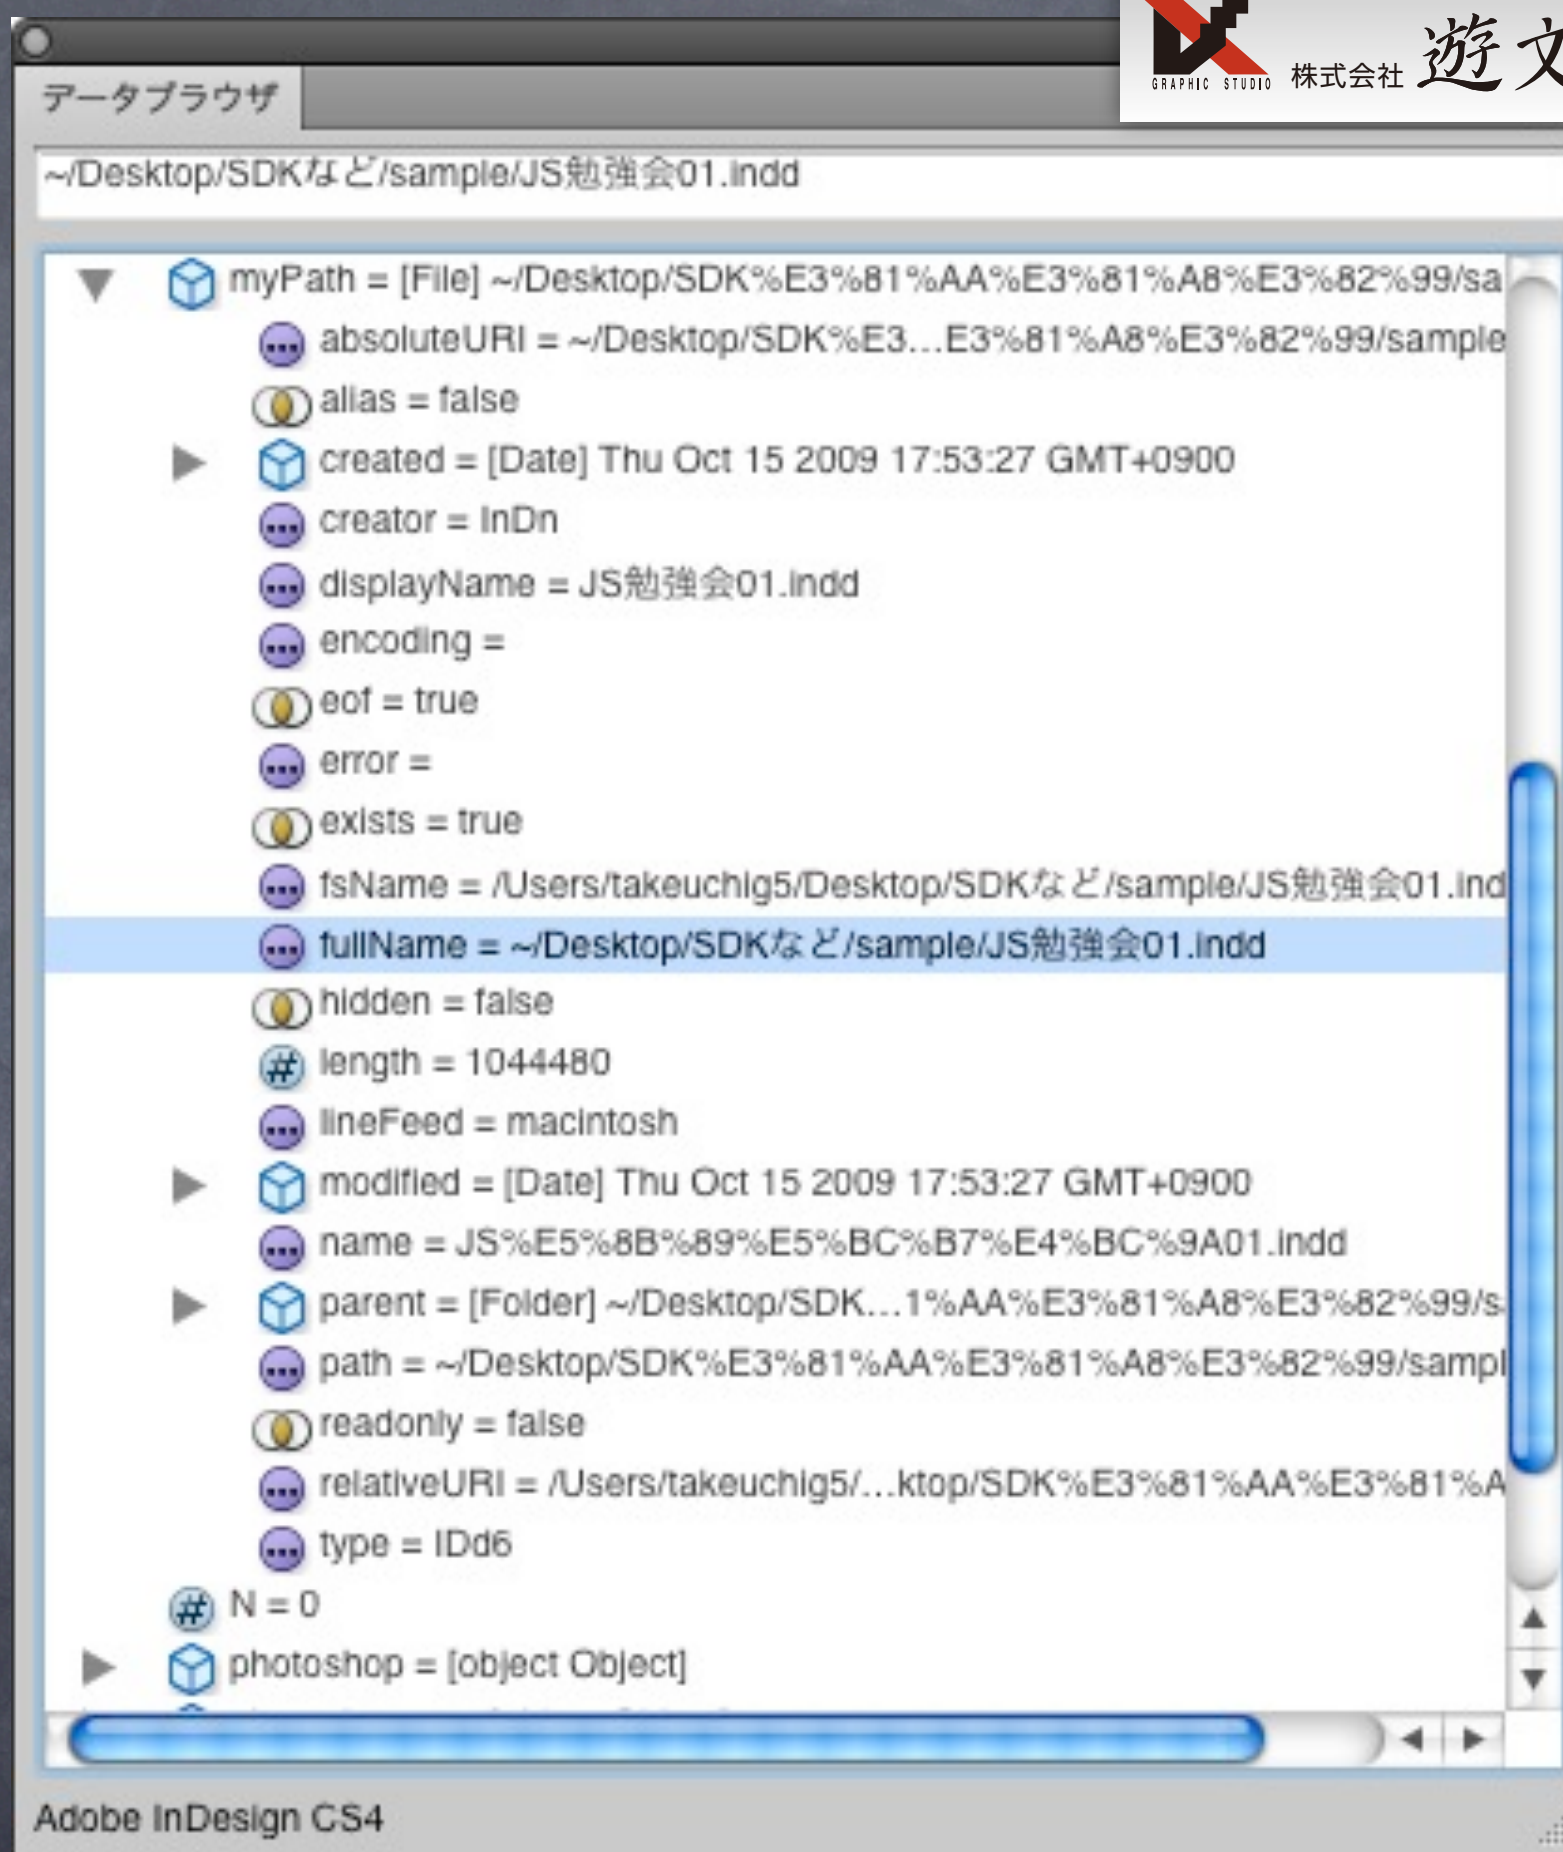 GRAPHIC STUDIO 株式会社 遊文
データブラウザ
~/Desktop/SDKなど/sample/JS勉強会01.indd
myPath = [File] ~/Desktop/SDK%E3%81%AA%E3%81%A8%E3%82%99/sa
absoluteURI = ~/Desktop/SDK%E3...E3%81%A8%E3%82%99/sample
alias = false
created = [Date] Thu Oct 15 2009 17:53:27 GMT+0900
creator = InDn
displayName = JS勉強会01.indd
encoding =
eof = true
error =
exists = true
fsName = /Users/takeuchig5/Desktop/SDKなど/sample/JS勉強会01.ind
fullName = ~/Desktop/SDKなど/sample/JS勉強会01.indd
hidden = false
length = 1044480
lineFeed = macintosh
modified = [Date] Thu Oct 15 2009 17:53:27 GMT+0900
name = JS%E5%8B%89%E5%BC%B7%E4%BC%9A01.indd
parent = [Folder] ~/Desktop/SDK...1%AA%E3%81%A8%E3%82%99/s
path = ~/Desktop/SDK%E3%81%AA%E3%81%A8%E3%82%99/sampl
readonly = false
relativeURI = /Users/takeuchig5/...ktop/SDK%E3%81%AA%E3%81%A
type = IDd6
N = 0
photoshop = [object Object]
Adobe InDesign CS4